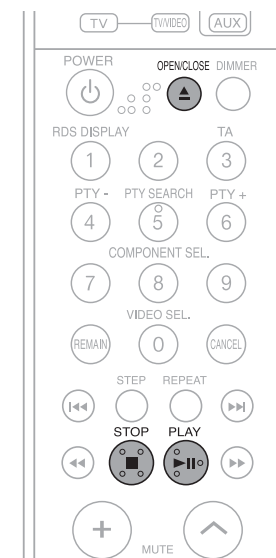 TV TV/VIDEO AUX
POWER OPEN/CLOSE DIMMER
RDS DISPLAY TA
1 2 3
PTY - PTY SEARCH PTY +
4 5 6
COMPONENT SEL.
7 8 9
VIDEO SEL.
REMAIN 0 CANCEL
STEP REPEAT
STOP PLAY
+ MUTE